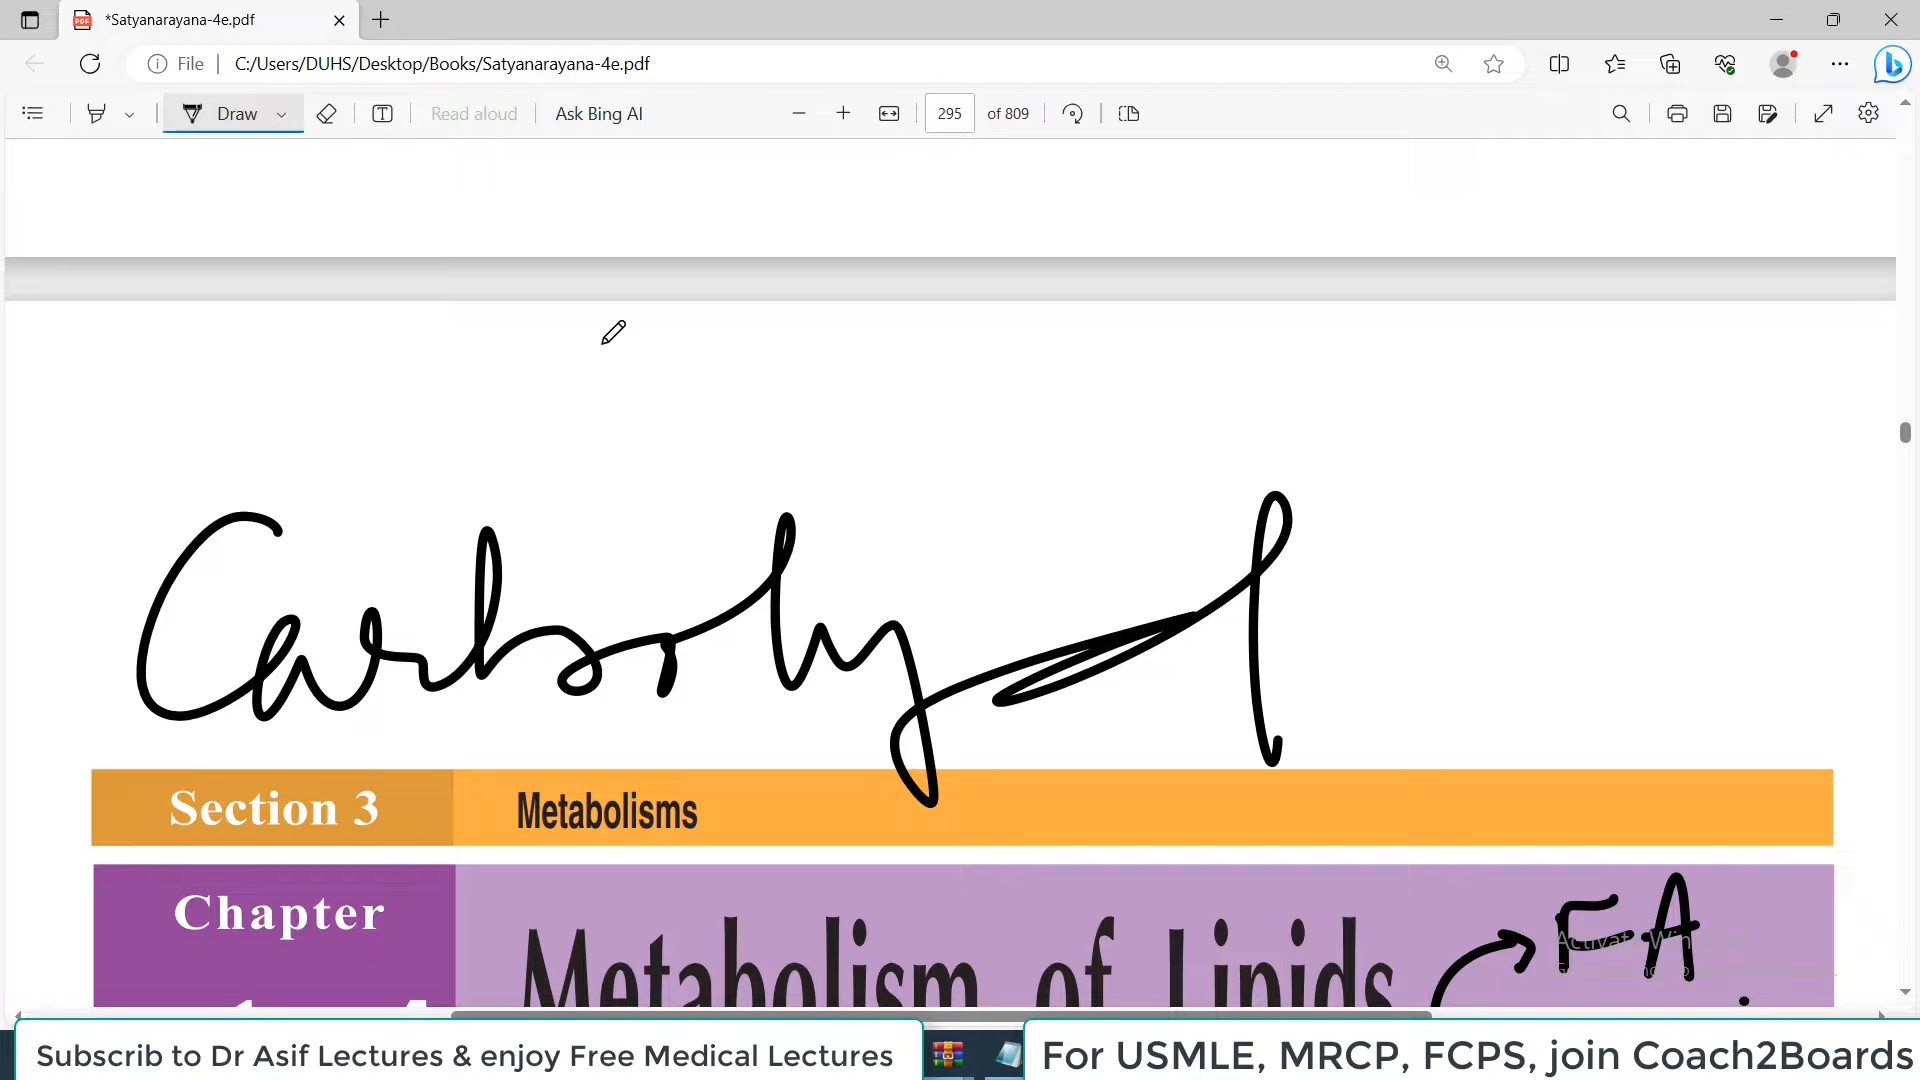 *Satyanarayana-4e.pdf
File C:/Users/DUHS/Desktop/Books/Satyanarayana-4e.pdf
Draw Read aloud Ask Bing AI 295 of 809
Carbohyd
Section 3 Metabolisms
Chapter
Metabolism of Lipids
FA
Subscrib to Dr Asif Lectures & enjoy Free Medical Lectures
For USMLE, MRCP, FCPS, join Coach2Boards